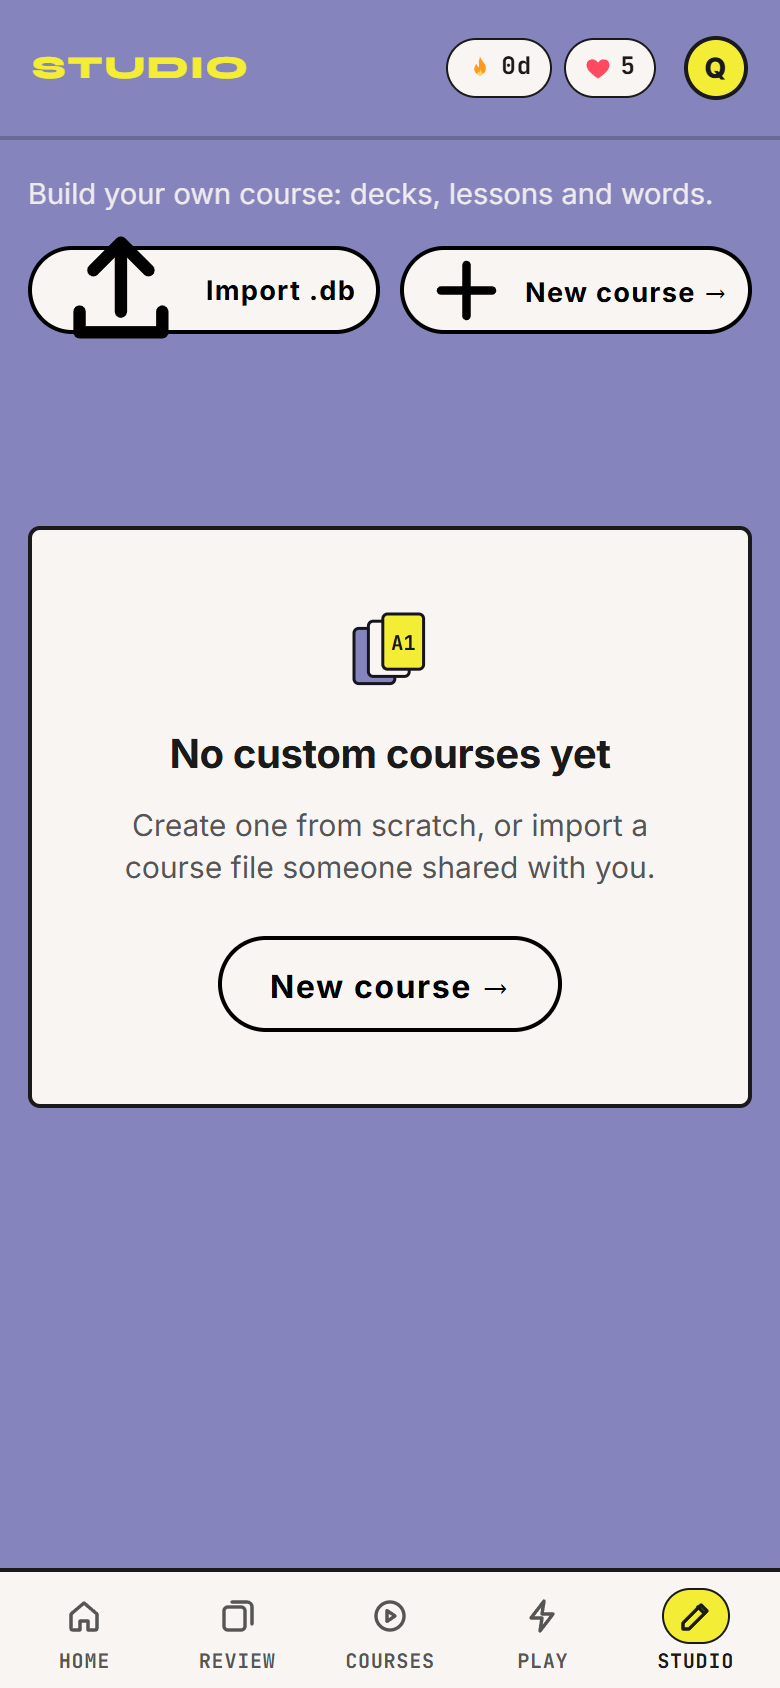 STUDIO
0d
5
Q
Build your own course: decks, lessons and words.
Import .db
New course →
A1
No custom courses yet
Create one from scratch, or import a
course file someone shared with you.
New course →
HOME
REVIEW
COURSES
PLAY
STUDIO